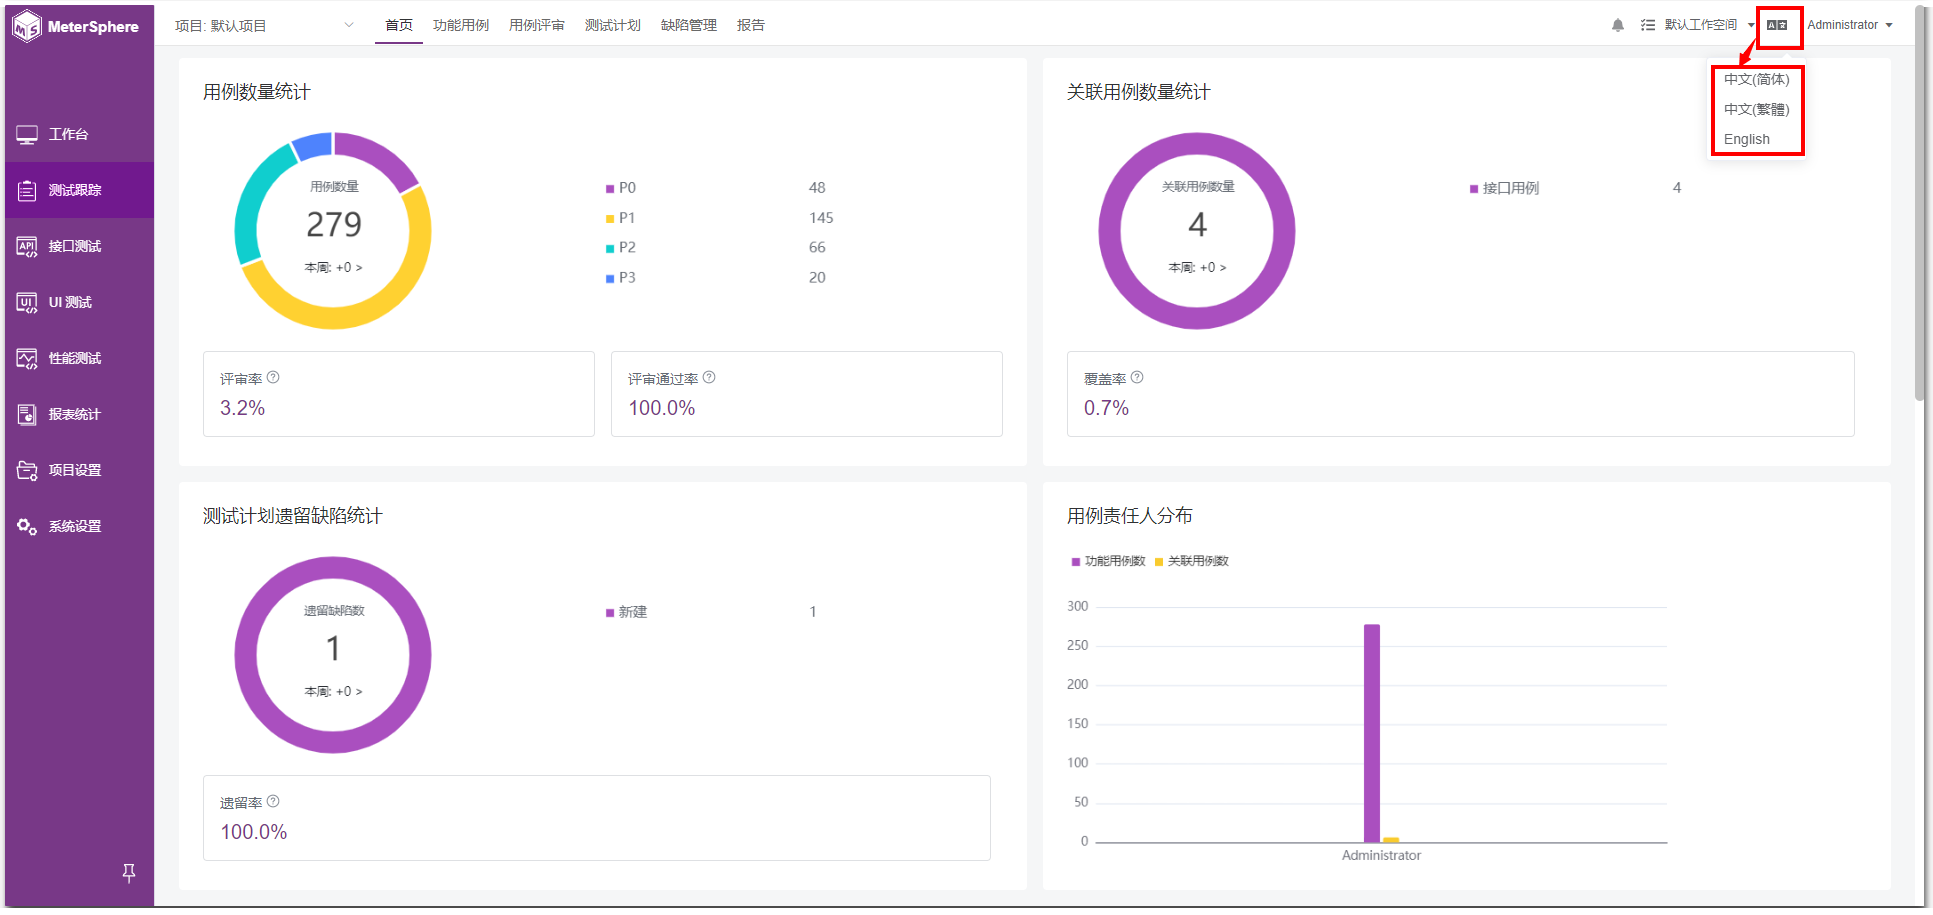 MeterSphere
项目: 默认项目
首页 功能用例 用例评审 测试计划 缺陷管理 报告
默认工作空间
Administrator
中文(简体)
中文(繁體)
English
工作台
测试跟踪
接口测试
UI 测试
性能测试
报表统计
项目设置
系统设置
用例数量统计
用例数量
279
本周: +0 >
P0 48
P1 145
P2 66
P3 20
评审率
3.2%
评审通过率
100.0%
关联用例数量统计
关联用例数量
4
本周: +0 >
接口用例 4
覆盖率
0.7%
测试计划遗留缺陷统计
遗留缺陷数
1
本周: +0 >
新建 1
遗留率
100.0%
用例责任人分布
功能用例数 关联用例数
300
250
200
150
100
50
0
Administrator